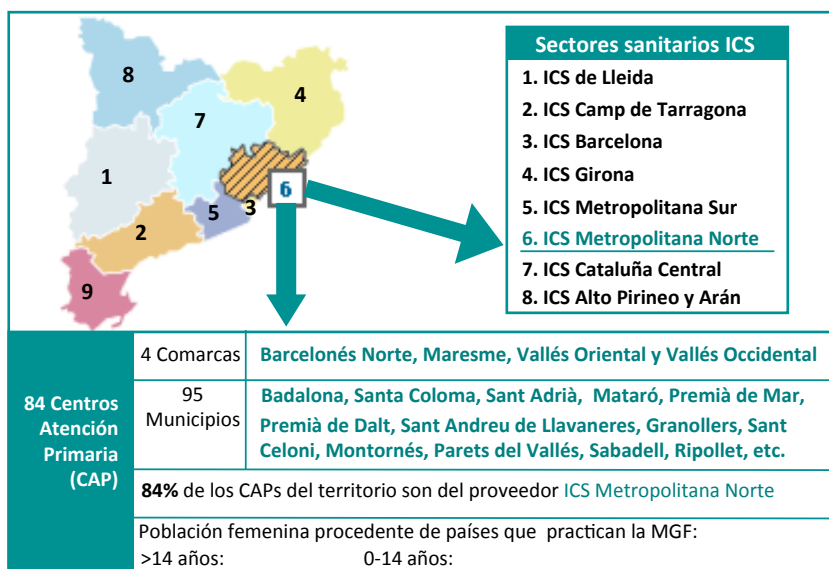 8
4
7
1
6
5
3
2
9
Sectores sanitarios ICS
1. ICS de Lleida
2. ICS Camp de Tarragona
3. ICS Barcelona
4. ICS Girona
5. ICS Metropolitana Sur
6. ICS Metropolitana Norte
7. ICS Cataluña Central
8. ICS Alto Pirineo y Arán
84 Centros
Atención
Primaria
(CAP)
4 Comarcas
Barcelonés Norte, Maresme, Vallés Oriental y Vallés Occidental
95
Municipios
Badalona, Santa Coloma, Sant Adrià, Mataró, Premià de Mar,
Premià de Dalt, Sant Andreu de Llavaneres, Granollers, Sant
Celoni, Montornés, Parets del Vallés, Sabadell, Ripollet, etc.
84% de los CAPs del territorio son del proveedor ICS Metropolitana Norte
Población femenina procedente de países que practican la MGF:
>14 años: 0-14 años: